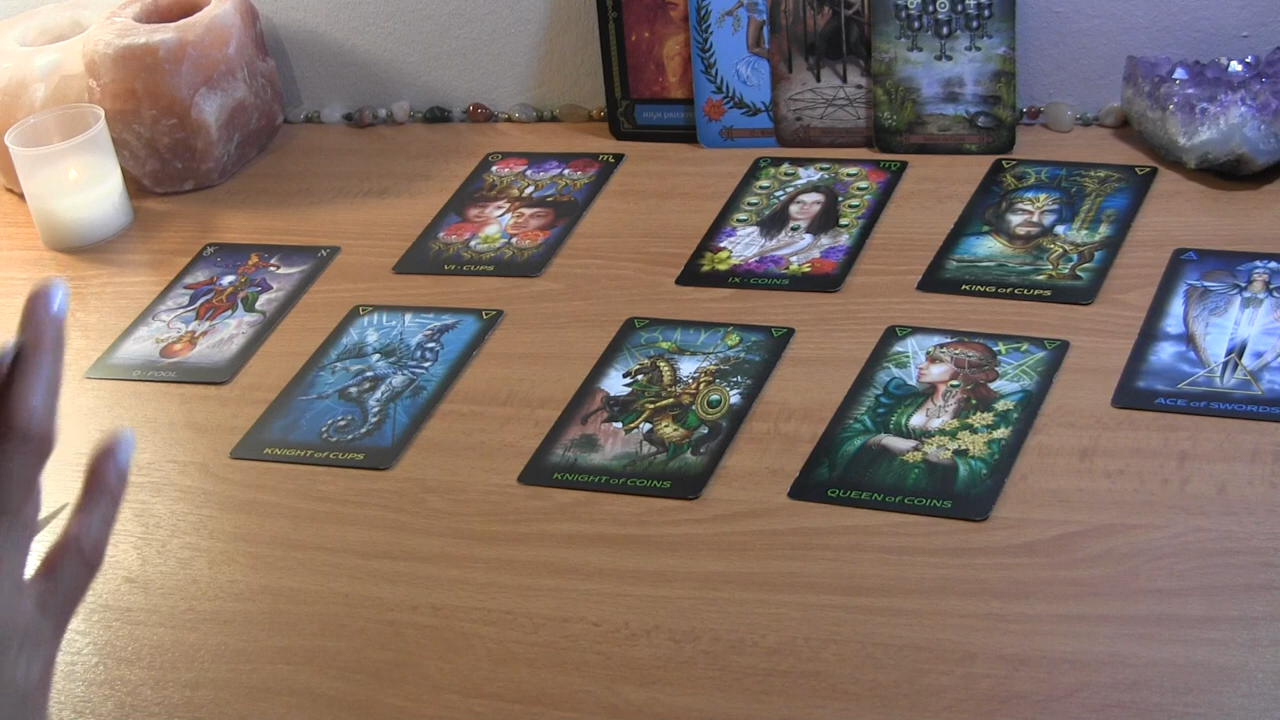 VI · CUPS
IX · COINS
KING of CUPS
0 · FOOL
KNIGHT of CUPS
KNIGHT of COINS
QUEEN of COINS
ACE of SWORDS